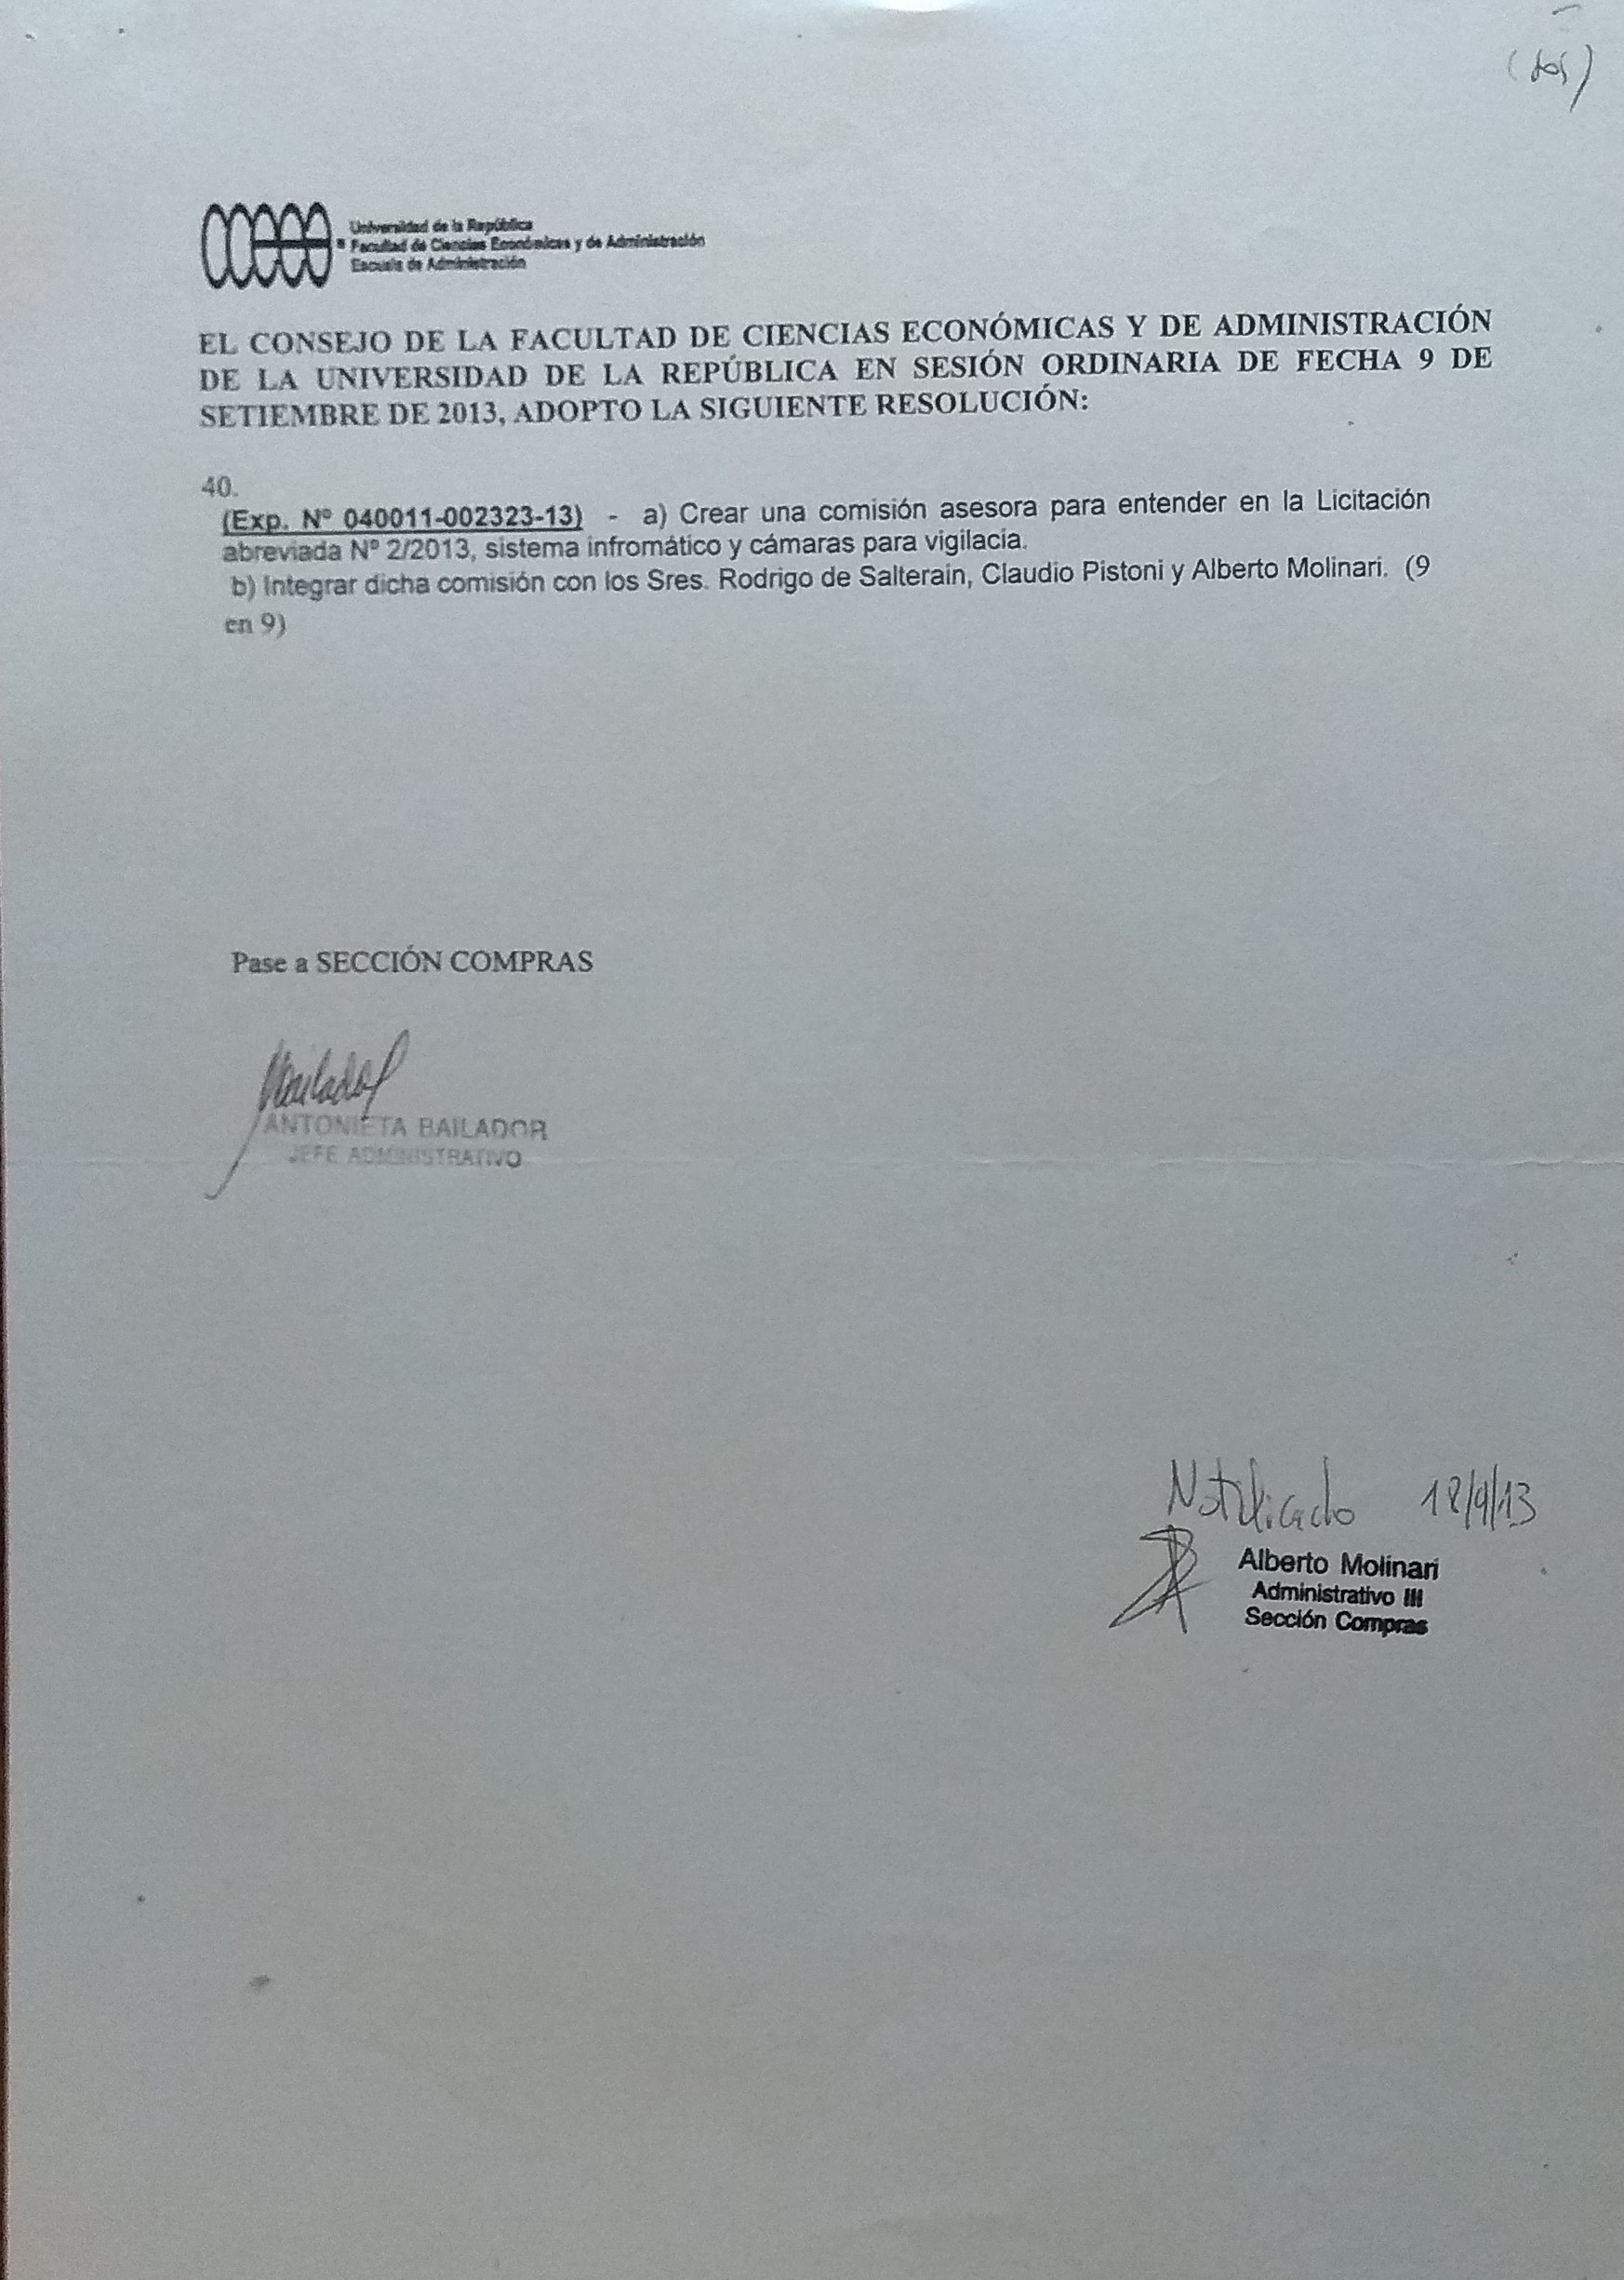 (dos)
Universidad de la República
Facultad de Ciencias Económicas y de Administración
Escuela de Administración
EL CONSEJO DE LA FACULTAD DE CIENCIAS ECONÓMICAS Y DE ADMINISTRACIÓN
DE LA UNIVERSIDAD DE LA REPÚBLICA EN SESIÓN ORDINARIA DE FECHA 9 DE
SETIEMBRE DE 2013, ADOPTO LA SIGUIENTE RESOLUCIÓN:
40.
(Exp. Nº 040011-002323-13) - a) Crear una comisión asesora para entender en la Licitación
abreviada Nº 2/2013, sistema infromático y cámaras para vigilacia.
b) Integrar dicha comisión con los Sres. Rodrigo de Salterain, Claudio Pistoni y Alberto Molinari. (9
en 9)
Pase a SECCIÓN COMPRAS
Bailador
ANTONIETA BAILADOR
JEFE ADMINISTRATIVO
Notificado 18/9/13
Alberto Molinari
Administrativo III
Sección Compras